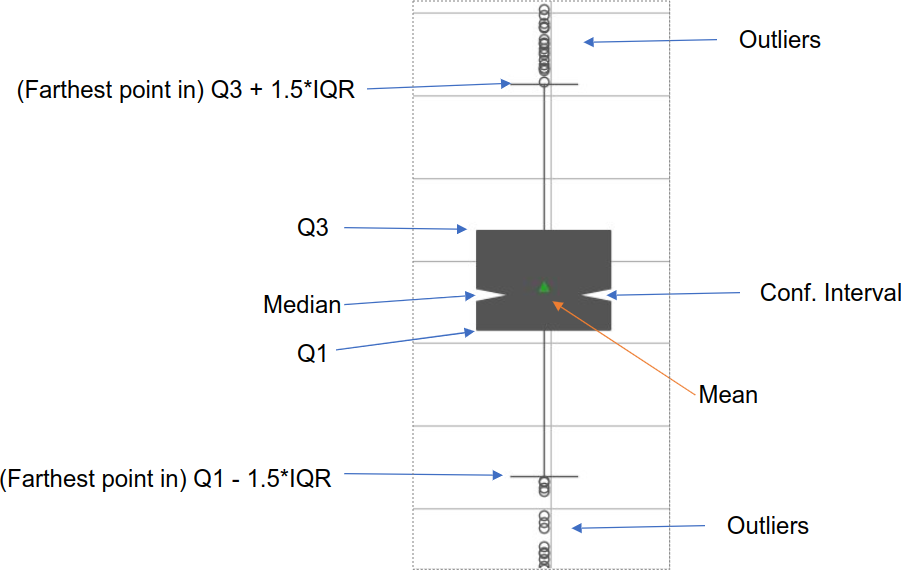 Outliers
(Farthest point in) Q3 + 1.5*IQR
Q3
Median
Conf. Interval
Q1
Mean
(Farthest point in) Q1 - 1.5*IQR
Outliers